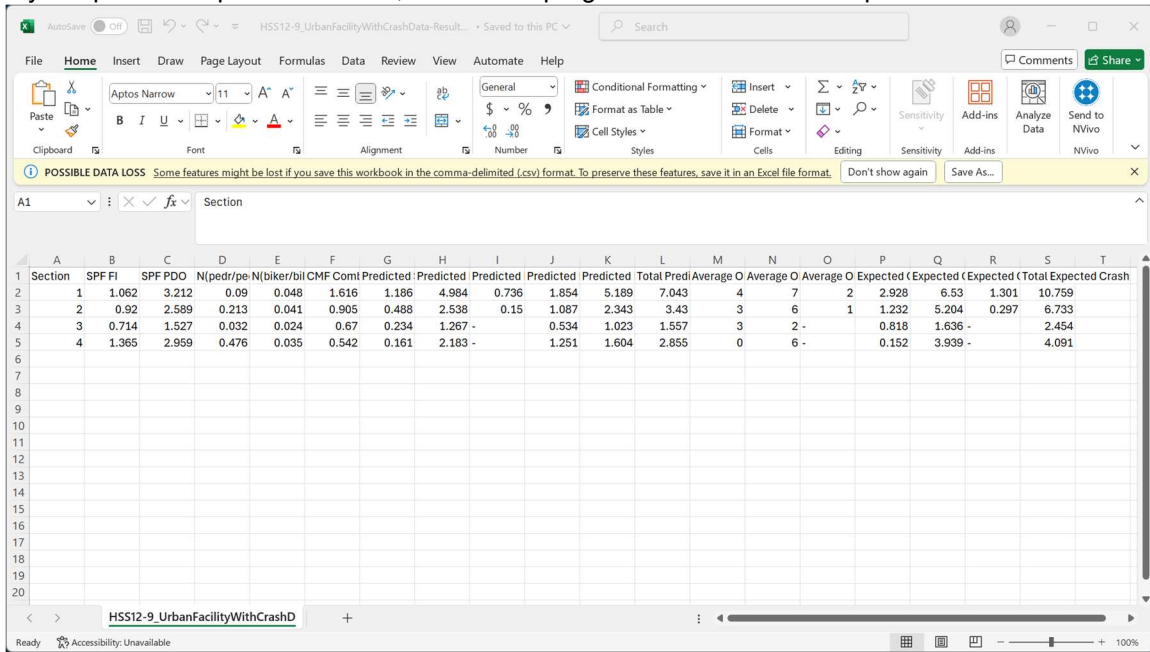 AutoSave Off HSS12-9_UrbanFacilityWithCrashData-Result... • Saved to this PC Search
File Home Insert Draw Page Layout Formulas Data Review View Automate Help Comments Share
Paste Aptos Narrow 11 General Conditional Formatting Format as Table Cell Styles Insert Delete Format Sensitivity Add-ins Analyze Data Send to NVivo
Clipboard Font Alignment Number Styles Cells Editing Sensitivity Add-ins NVivo
POSSIBLE DATA LOSS Some features might be lost if you save this workbook in the comma-delimited (.csv) format. To preserve these features, save it in an Excel file format. Don't show again Save As...
A1 fx Section
A B C D E F G H I J K L M N O P Q R S T
1 Section SPF FI SPF PDO N(pedr/pe N(biker/bil CMF Coml Predicted Predicted Predicted Predicted Predicted Total Predi Average O Average O Average O Expected ( Expected ( Expected ( Total Expected Crash
2 1 1.062 3.212 0.09 0.048 1.616 1.186 4.984 0.736 1.854 5.189 7.043 4 7 2 2.928 6.53 1.301 10.759
3 2 0.92 2.589 0.213 0.041 0.905 0.488 2.538 0.15 1.087 2.343 3.43 3 6 1 1.232 5.204 0.297 6.733
4 3 0.714 1.527 0.032 0.024 0.67 0.234 1.267 - 0.534 1.023 1.557 3 2 - 0.818 1.636 - 2.454
5 4 1.365 2.959 0.476 0.035 0.542 0.161 2.183 - 1.251 1.604 2.855 0 6 - 0.152 3.939 - 4.091
6
7
8
9
10
11
12
13
14
15
16
17
18
19
20
HSS12-9_UrbanFacilityWithCrashD
Ready Accessibility: Unavailable 100%